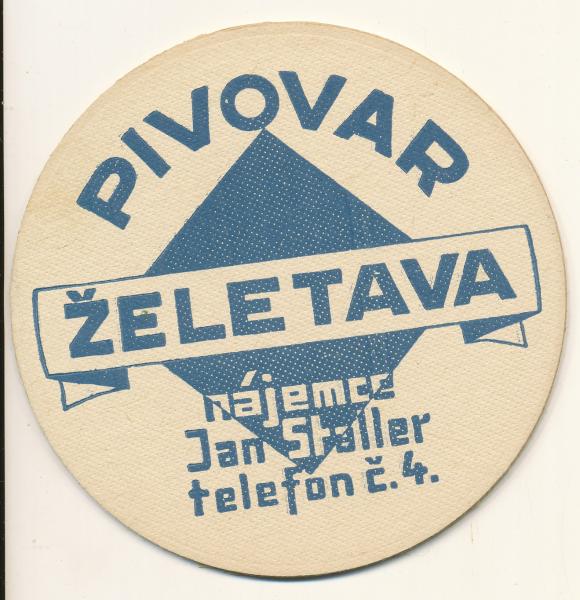 PIVOVAR
ŽELETAVA
nájemce
Jan Staller
telefon č.4.